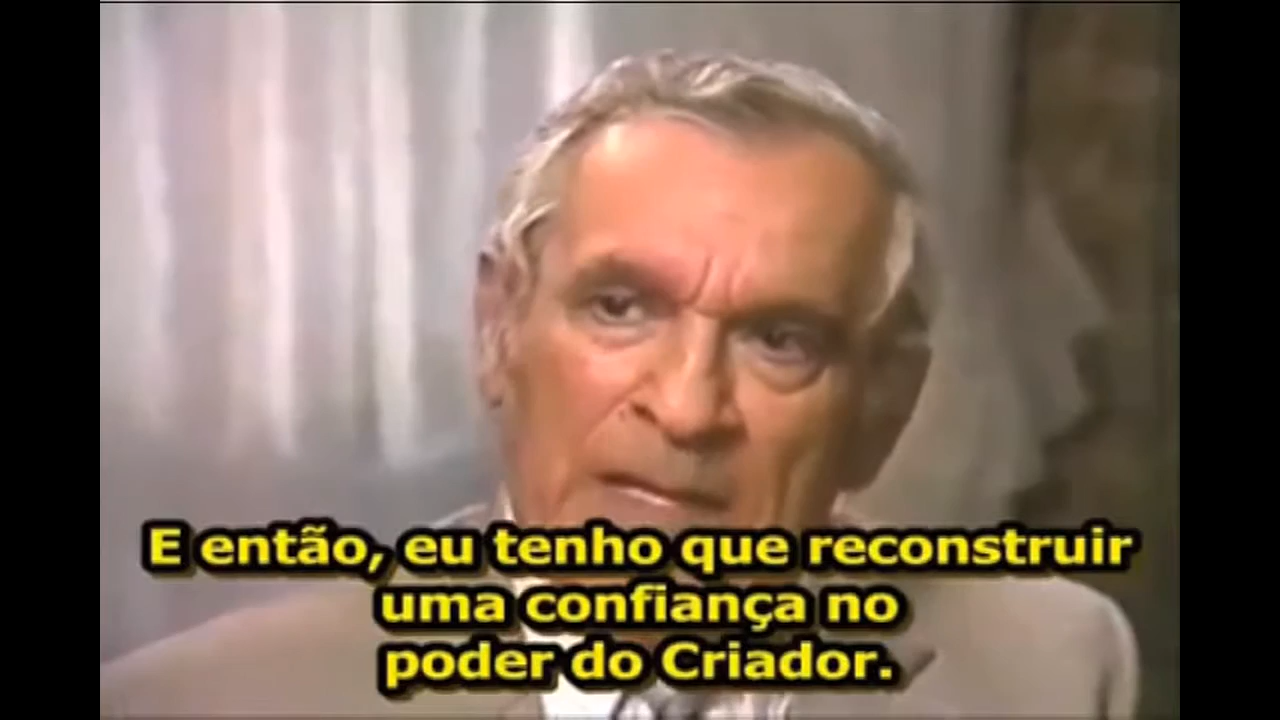 E então, eu tenho que reconstruir
uma confiança no
poder do Criador.